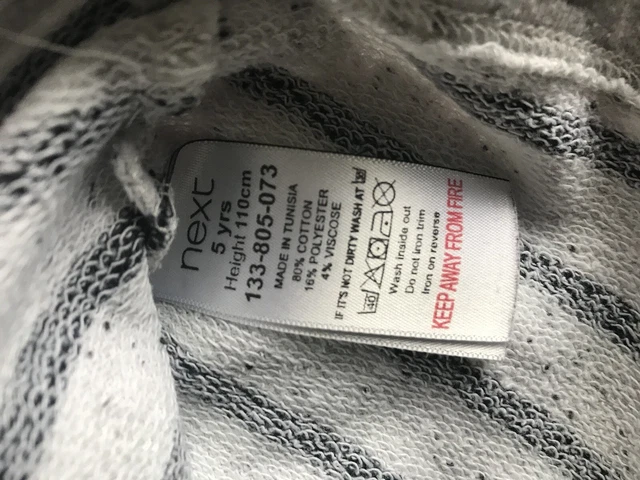 next
5 yrs
Height 110cm
133-805-073
MADE IN TUNISIA
80% COTTON
16% POLYESTER
4% VISCOSE
IF IT'S NOT DIRTY WASH AT 30
40
Wash inside out
Do not iron trim
Iron on reverse
KEEP AWAY FROM FIRE